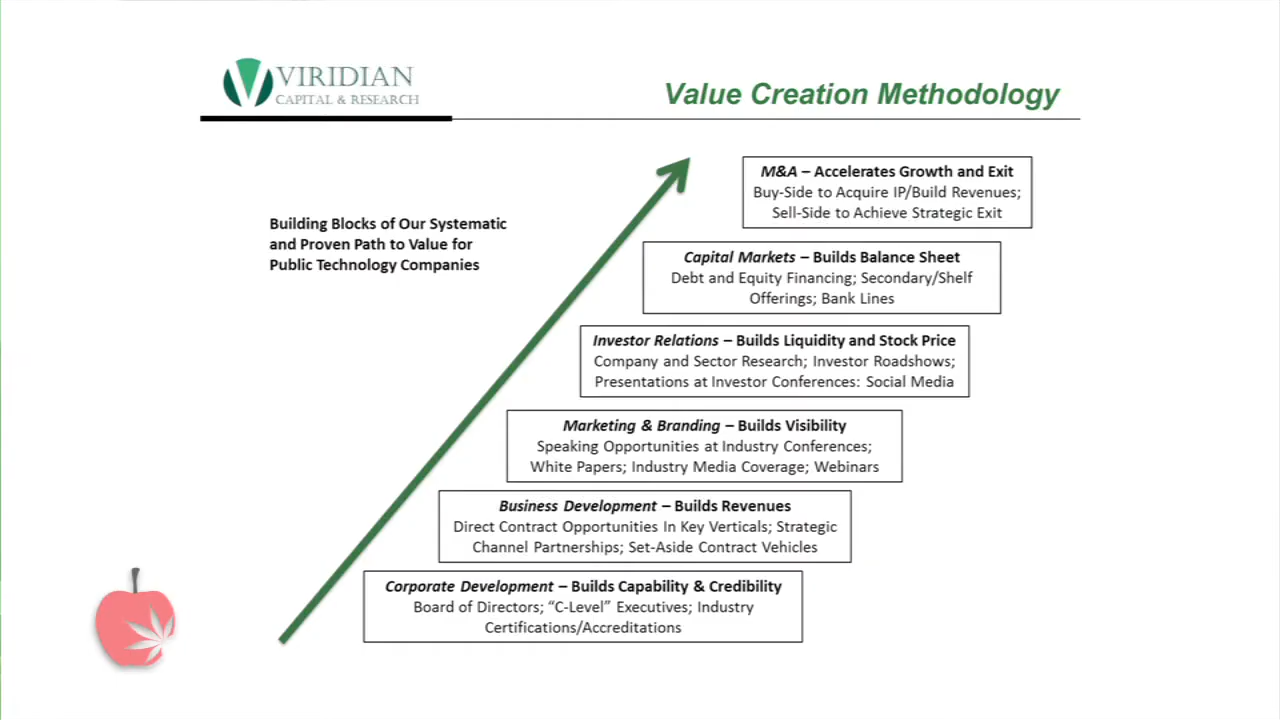 VIRIDIAN
CAPITAL & RESEARCH
Value Creation Methodology
Building Blocks of Our Systematic
and Proven Path to Value for
Public Technology Companies
M&A – Accelerates Growth and Exit
Buy-Side to Acquire IP/Build Revenues;
Sell-Side to Achieve Strategic Exit
Capital Markets – Builds Balance Sheet
Debt and Equity Financing; Secondary/Shelf
Offerings; Bank Lines
Investor Relations – Builds Liquidity and Stock Price
Company and Sector Research; Investor Roadshows;
Presentations at Investor Conferences: Social Media
Marketing & Branding – Builds Visibility
Speaking Opportunities at Industry Conferences;
White Papers; Industry Media Coverage; Webinars
Business Development – Builds Revenues
Direct Contract Opportunities In Key Verticals; Strategic
Channel Partnerships; Set-Aside Contract Vehicles
Corporate Development – Builds Capability & Credibility
Board of Directors; “C-Level” Executives; Industry
Certifications/Accreditations